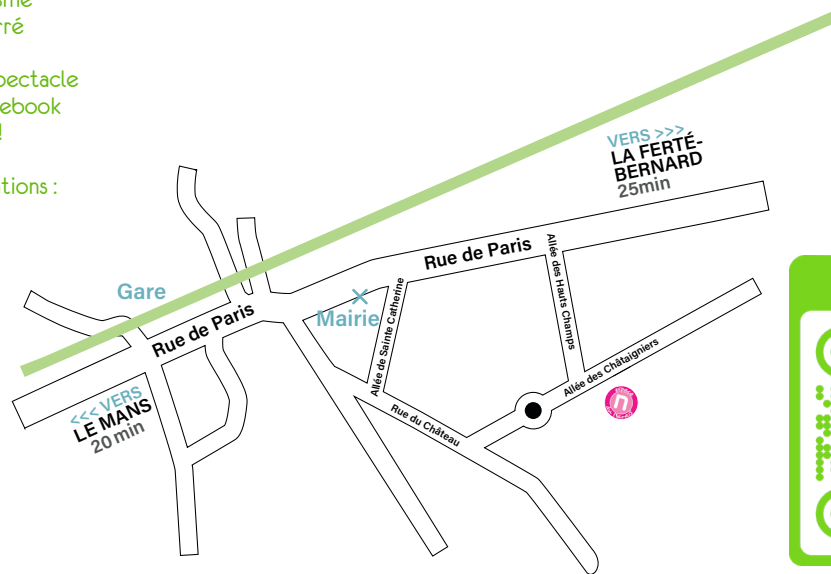 sme
rré
pectacle
ebook
!
tions :
VERS >>>
LA FERTÉ-
BERNARD
25min
Rue de Paris
Allée des Hauts Champs
Gare
Mairie
Allée de Sainte Catherine
Rue de Paris
Allée des Châtaigniers
n
<<< VERS
LE MANS
20 min
Rue du Château